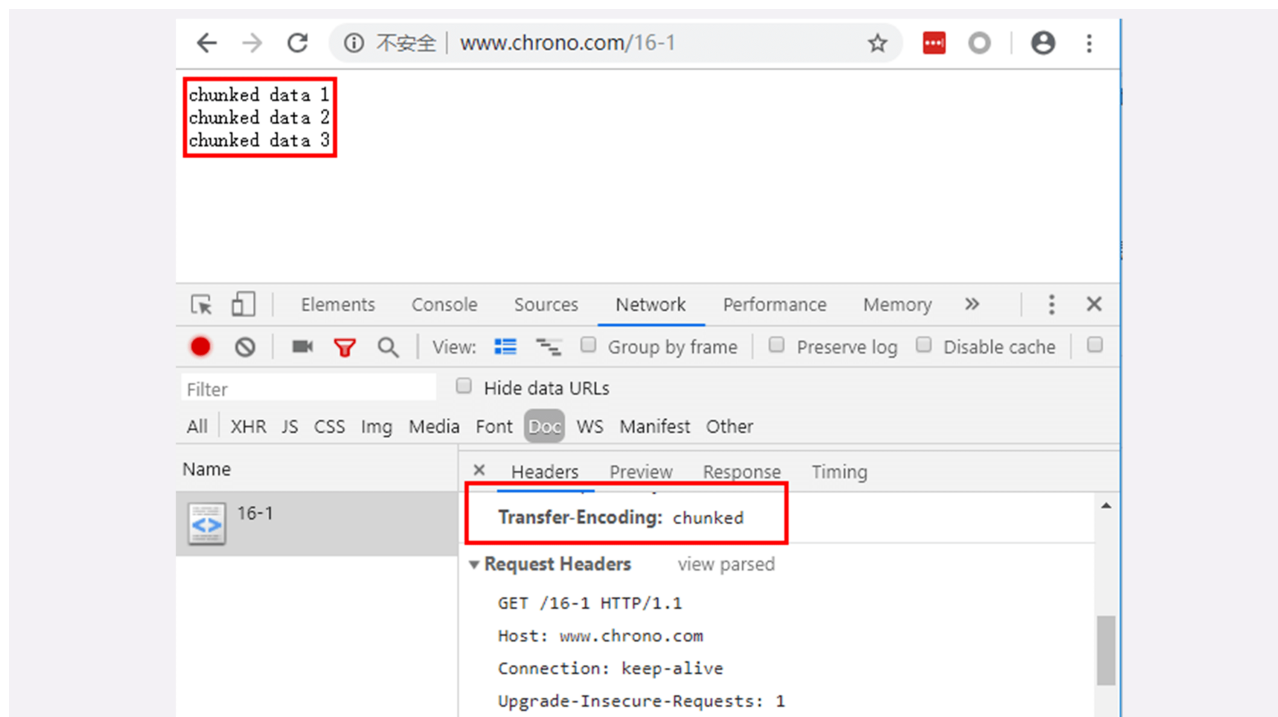 不安全 www.chrono.com/16-1
chunked data 1
chunked data 2
chunked data 3
Elements Console Sources Network Performance Memory »
View: Group by frame Preserve log Disable cache
Filter Hide data URLs
All XHR JS CSS Img Media Font Doc WS Manifest Other
Name × Headers Preview Response Timing
16-1
Transfer-Encoding: chunked
Request Headers view parsed
GET /16-1 HTTP/1.1
Host: www.chrono.com
Connection: keep-alive
Upgrade-Insecure-Requests: 1